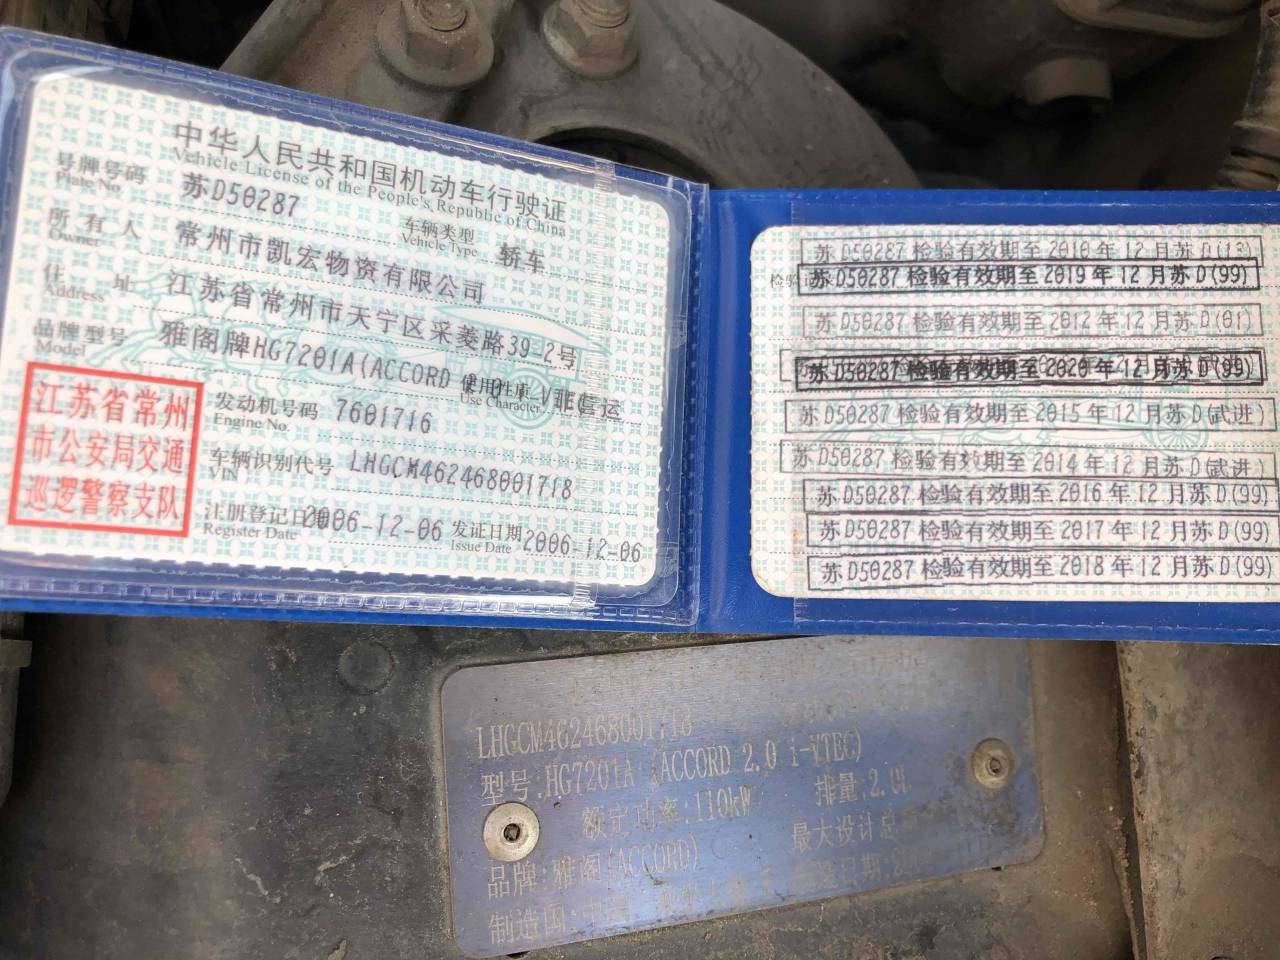 中华人民共和国机动车行驶证
Vehicle License of the People's Republic of China
号牌号码 苏D50287 车辆类型 轿车
Plate No. Vehicle Type
所有人 常州市凯宏物资有限公司
Owner
住址 江苏省常州市天宁区采菱路39-2号
Address
品牌型号 雅阁牌HG7201A(ACCORD 使用性质 非营运
Model Use Character
江苏省常州
市公安局交通
巡逻警察支队
发动机号码 7601716
Engine No.
车辆识别代号 LHGCM462468001718
VIN
注册登记日 2006-12-06 发证日期 2006-12-06
Register Date Issue Date
苏D50287检验有效期至2010年12月苏D(13)
检验
苏D50287检验有效期至2019年12月苏D(99)
苏D50287检验有效期至2012年12月苏D(01)
苏D50287检验有效期至2020年12月苏D(99)
苏D50287检验有效期至2015年12月苏D(武进)
苏D50287检验有效期至2014年12月苏D(武进)
苏D50287检验有效期至2016年12月苏D(99)
苏D50287检验有效期至2017年12月苏D(99)
苏D50287检验有效期至2018年12月苏D(99)
LHGCM462468001718
型号:HG7201A (ACCORD 2.0 i-VTEC)
额定功率:110kW 排量:2.0L
最大设计总
品牌:雅阁(ACCORD)
日期:20
制造国:中国